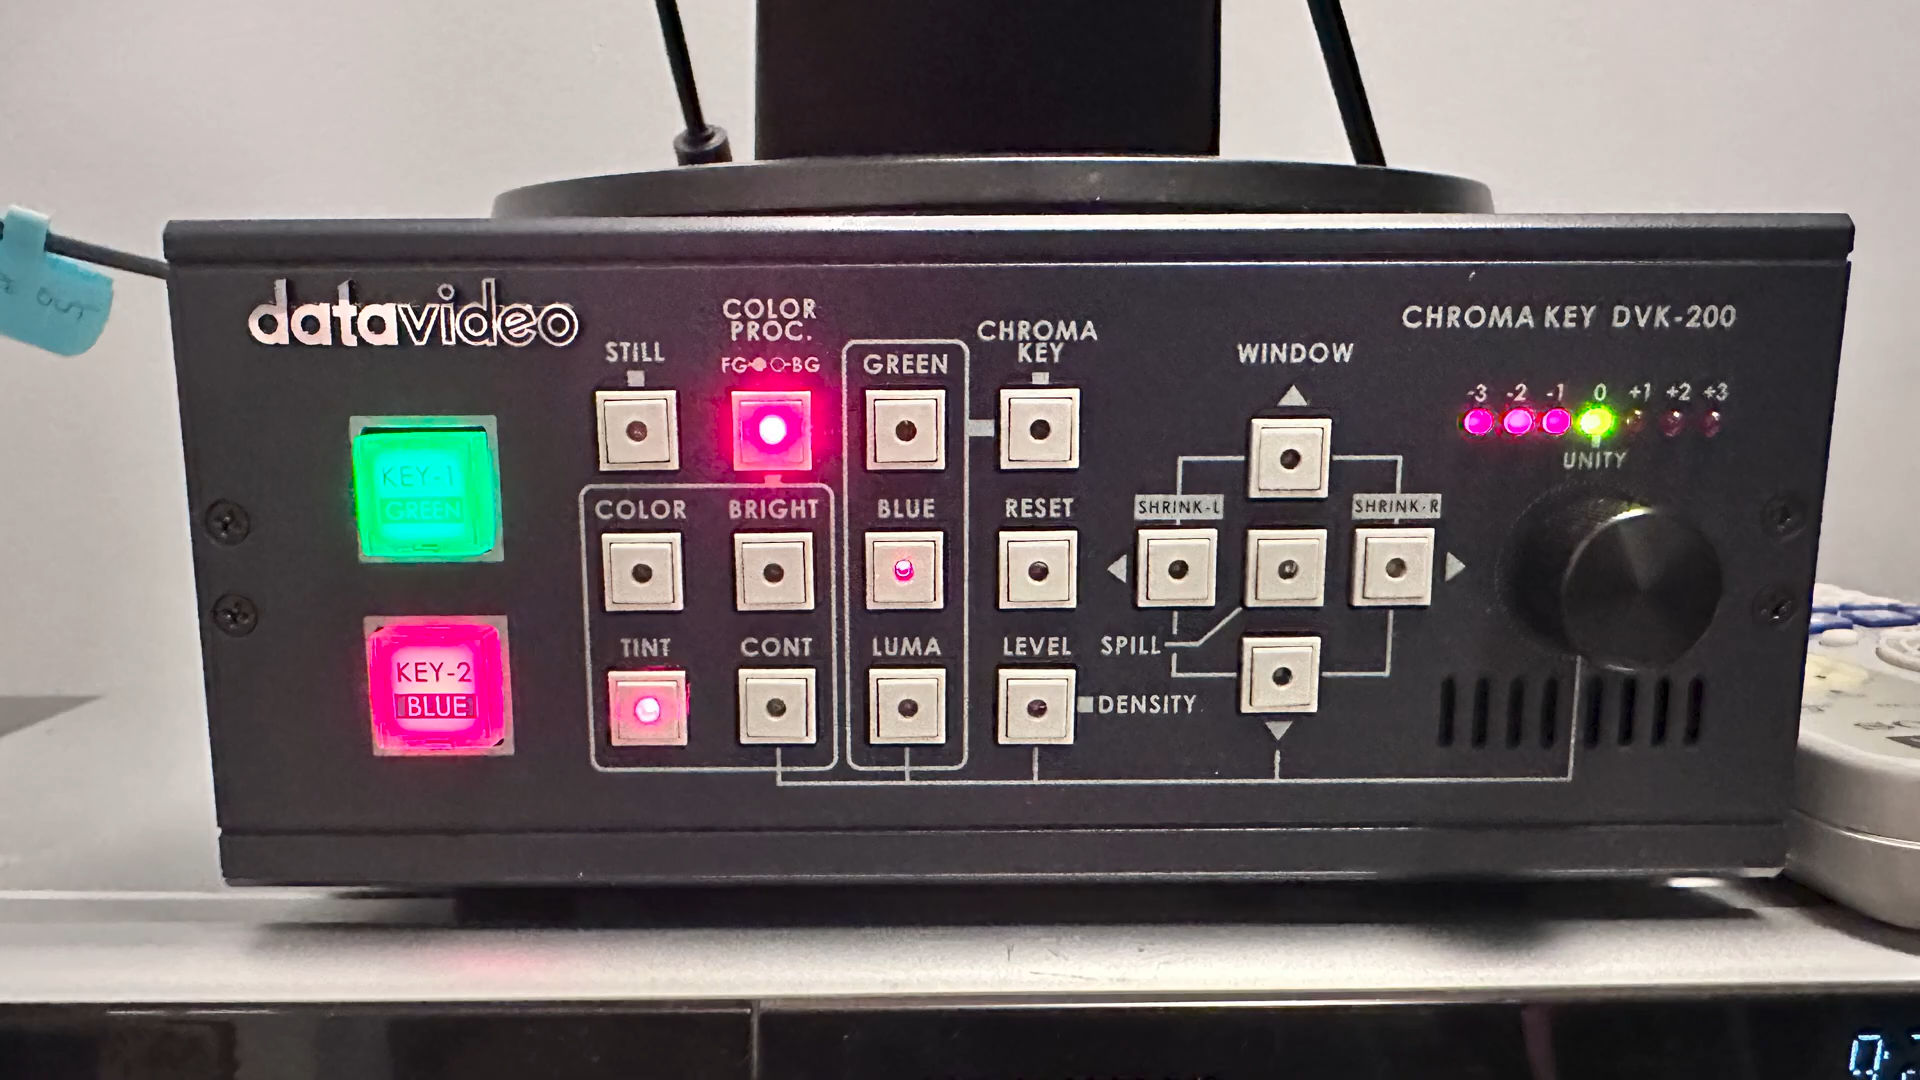 datavideo
CHROMA KEY DVK-200
STILL
COLOR
PROC.
FG BG
GREEN
CHROMA
KEY
WINDOW
-3 -2 -1 0 +1 +2 +3
UNITY
KEY-1
GREEN
COLOR
BRIGHT
BLUE
RESET
SHRINK-L
SHRINK-R
KEY-2
BLUE
TINT
CONT
LUMA
LEVEL
SPILL
DENSITY
OUT